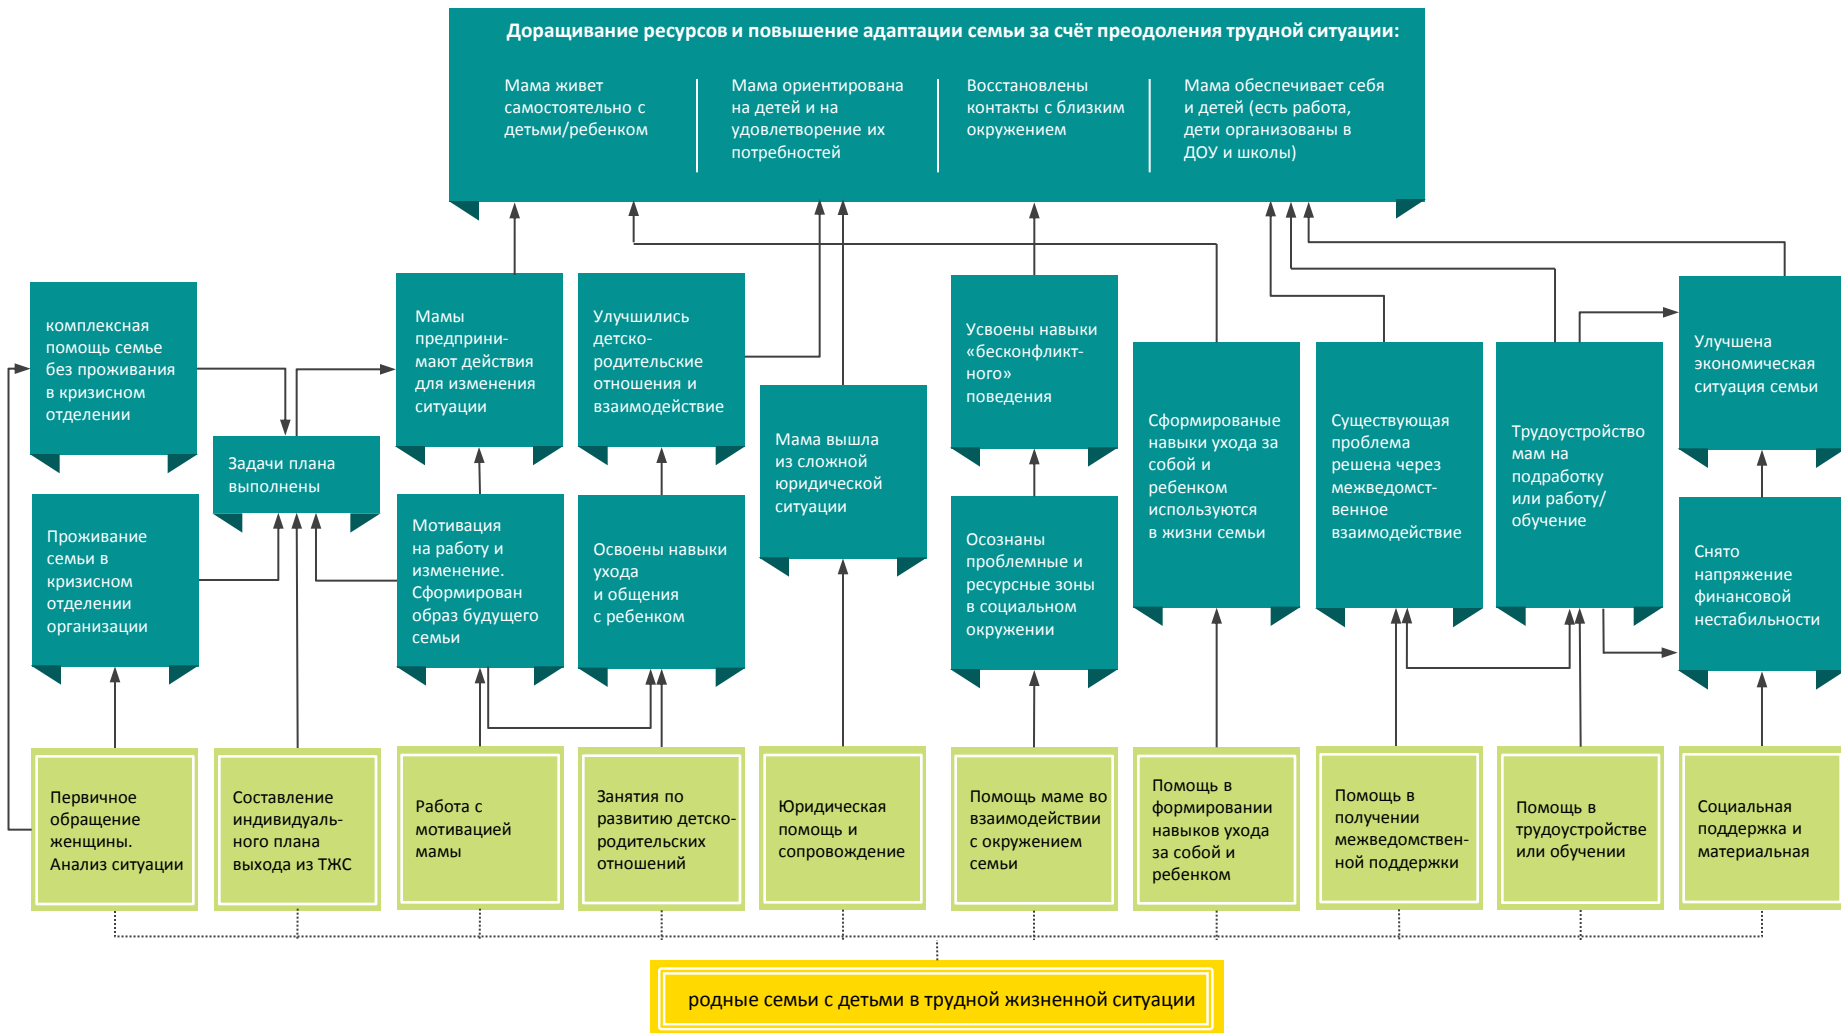 Доращивание ресурсов и повышение адаптации семьи за счёт преодоления трудной ситуации:
Мама живет
самостоятельно с
детьми/ребенком
Мама ориентирована
на детей и на
удовлетворение их
потребностей
Восстановлены
контакты с близким
окружением
Мама обеспечивает себя
и детей (есть работа,
дети организованы в
ДОУ и школы)
комплексная
помощь семье
без проживания
в кризисном
отделении
Задачи плана
выполнены
Проживание
семьи в
кризисном
отделении
организации
Мамы
предприни-
мают действия
для изменения
ситуации
Мотивация
на работу и
изменение.
Сформирован
образ будущего
семьи
Улучшились
детско-
родительские
отношения и
взаимодействие
Освоены навыки
ухода
и общения
с ребенком
Мама вышла
из сложной
юридической
ситуации
Усвоены навыки
«бесконфликт-
ного»
поведения
Осознаны
проблемные и
ресурсные зоны
в социальном
окружении
Сформированые
навыки ухода за
собой и
ребенком
используются
в жизни семьи
Существующая
проблема
решена через
межведомст-
венное
взаимодействие
Трудоустройство
мам на
подработку
или работу/
обучение
Улучшена
экономическая
ситуация семьи
Снято
напряжение
финансовой
нестабильности
Первичное
обращение
женщины.
Анализ ситуации
Составление
индивидуаль-
ного плана
выхода из ТЖС
Работа с
мотивацией
мамы
Занятия по
развитию детско-
родительских
отношений
Юридическая
помощь и
сопровождение
Помощь маме во
взаимодействии
с окружением
семьи
Помощь в
формировании
навыков ухода
за собой и
ребенком
Помощь в
получении
межведомствен-
ной поддержки
Помощь в
трудоустройстве
или обучении
Социальная
поддержка и
материальная
родные семьи с детьми в трудной жизненной ситуации